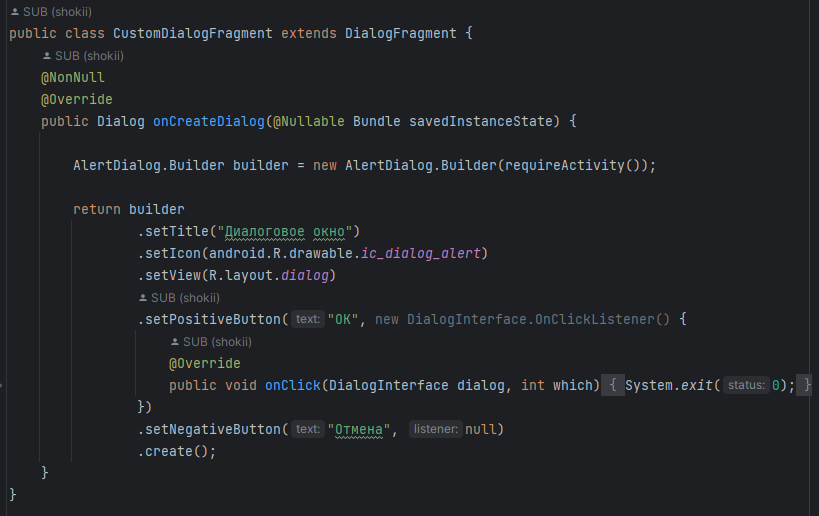 SUB (shokii)
public class CustomDialogFragment extends DialogFragment {
SUB (shokii)
@NonNull
@Override
public Dialog onCreateDialog(@Nullable Bundle savedInstanceState) {
AlertDialog.Builder builder = new AlertDialog.Builder(requireActivity());
return builder
.setTitle("Диалоговое окно")
.setIcon(android.R.drawable.ic_dialog_alert)
.setView(R.layout.dialog)
SUB (shokii)
.setPositiveButton( text: "OK", new DialogInterface.OnClickListener() {
SUB (shokii)
@Override
public void onClick(DialogInterface dialog, int which) { System.exit( status: 0); }
})
.setNegativeButton( text: "Отмена", listener: null)
.create();
}
}